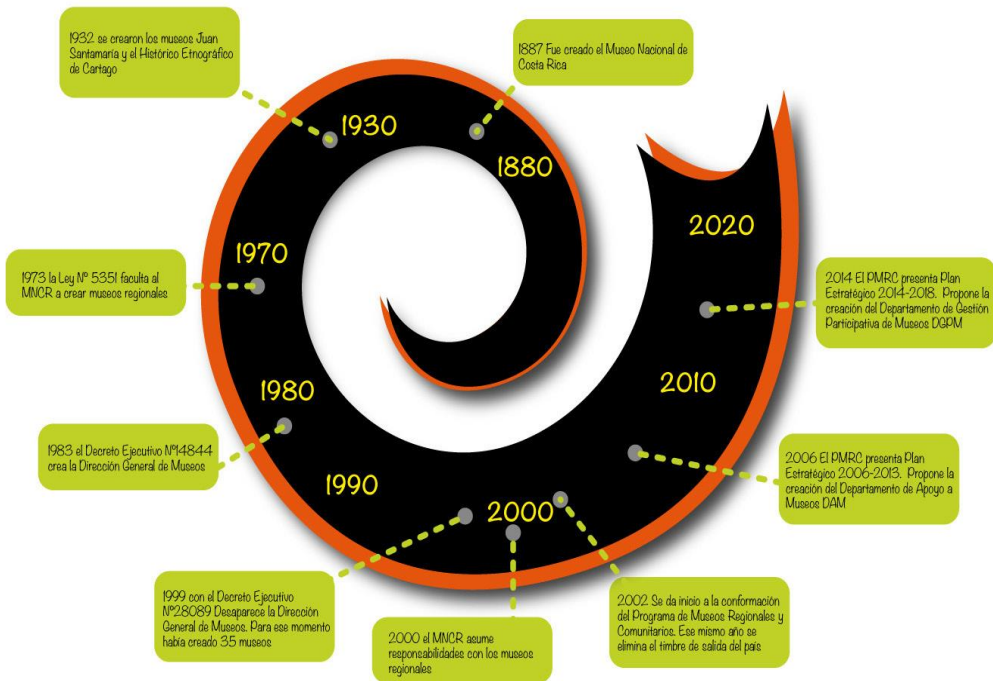 1932 se crearon los museos Juan
Santamaría y el Histórico Etnográfico
de Cartago
1887 Fue creado el Museo Nacional de
Costa Rica
1930
1880
1970
2020
1973 la Ley Nº 5351 faculta al
MNCR a crear museos regionales
2014 El PMRC presenta Plan
Estratégico 2014-2018. Propone la
creación del Departamento de Gestión
Participativa de Museos DGPM
1980
2010
1983 el Decreto Ejecutivo Nº14844
crea la Dirección General de Museos
2006 El PMRC presenta Plan
Estratégico 2006-2013. Propone la
creación del Departamento de Apoyo a
Museos DAM
1990
2000
1999 con el Decreto Ejecutivo
Nº28089 Desaparece la Dirección
General de Museos. Para ese momento
había creado 35 museos
2000 el MNCR asume
responsabilidades con los museos
regionales
2002 Se da inicio a la conformación
del Programa de Museos Regionales y
Comunitarios. Ese mismo año se
elimina el timbre de salida del país